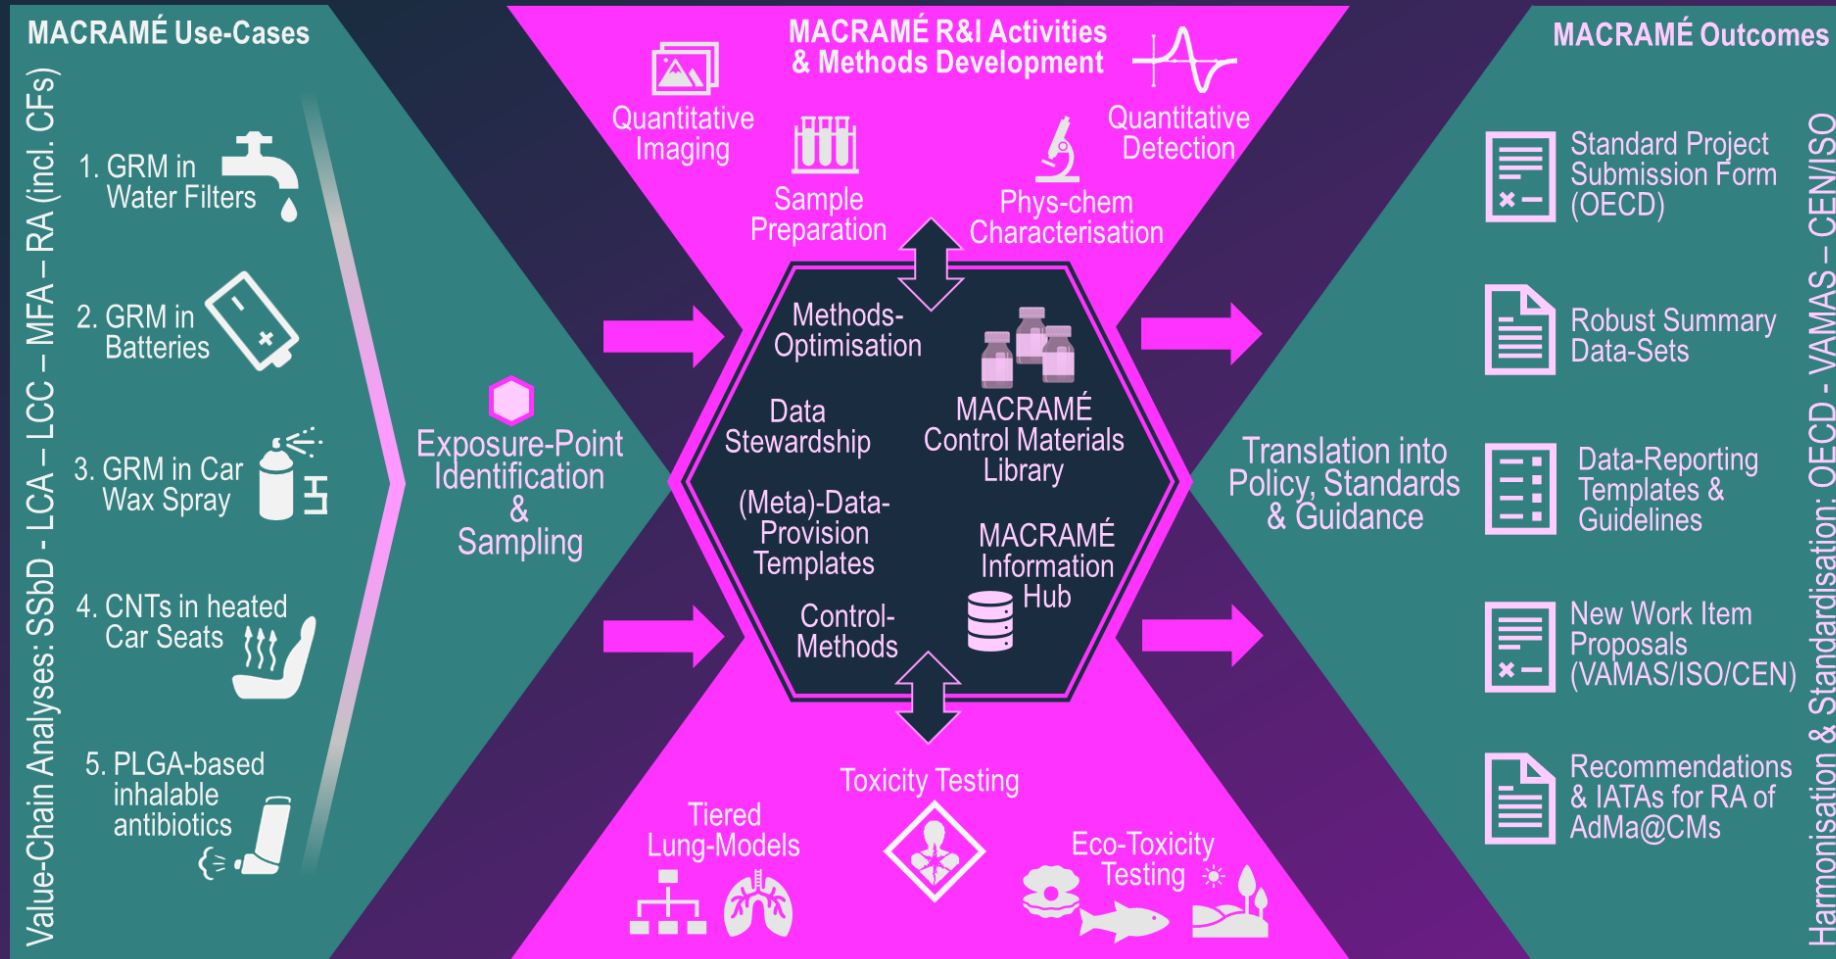 MACRAMÉ Use-Cases
Value-Chain Analyses: SSbD - LCA – LCC – MFA – RA (incl. CFs)
1. GRM in
Water Filters
2. GRM in
Batteries
3. GRM in Car
Wax Spray
4. CNTs in heated
Car Seats
5. PLGA-based
inhalable
antibiotics
Exposure-Point
Identification
&
Sampling
MACRAMÉ R&I Activities
& Methods Development
Quantitative
Imaging
Sample
Preparation
Phys-chem
Characterisation
Quantitative
Detection
Methods-
Optimisation
Data
Stewardship
(Meta)-Data-
Provision
Templates
Control-
Methods
MACRAMÉ
Control Materials
Library
MACRAMÉ
Information
Hub
Toxicity Testing
Tiered
Lung-Models
Eco-Toxicity
Testing
Translation into
Policy, Standards
& Guidance
MACRAMÉ Outcomes
Standard Project
Submission Form
(OECD)
Robust Summary
Data-Sets
Data-Reporting
Templates &
Guidelines
New Work Item
Proposals
(VAMAS/ISO/CEN)
Recommendations
& IATAs for RA of
AdMa@CMs
Harmonisation & Standardisation: OECD - VAMAS – CEN/ISO